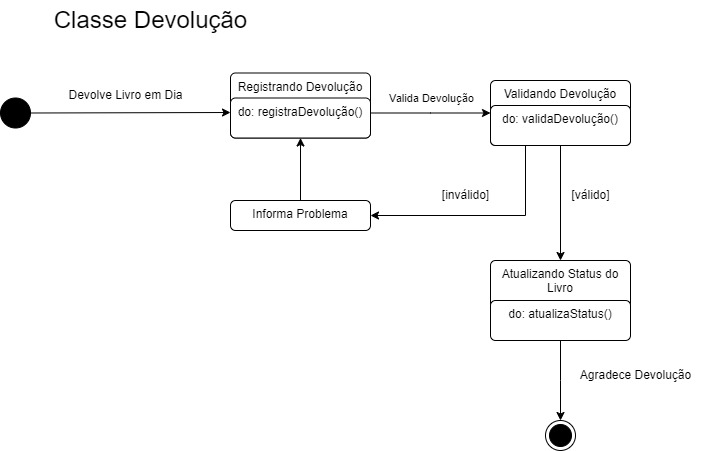 Classe Devolução
Devolve Livro em Dia
Registrando Devolução
do: registraDevolução()
Valida Devolução
Validando Devolução
do: validaDevolução()
[inválido]
[válido]
Informa Problema
Atualizando Status do
Livro
do: atualizaStatus()
Agradece Devolução